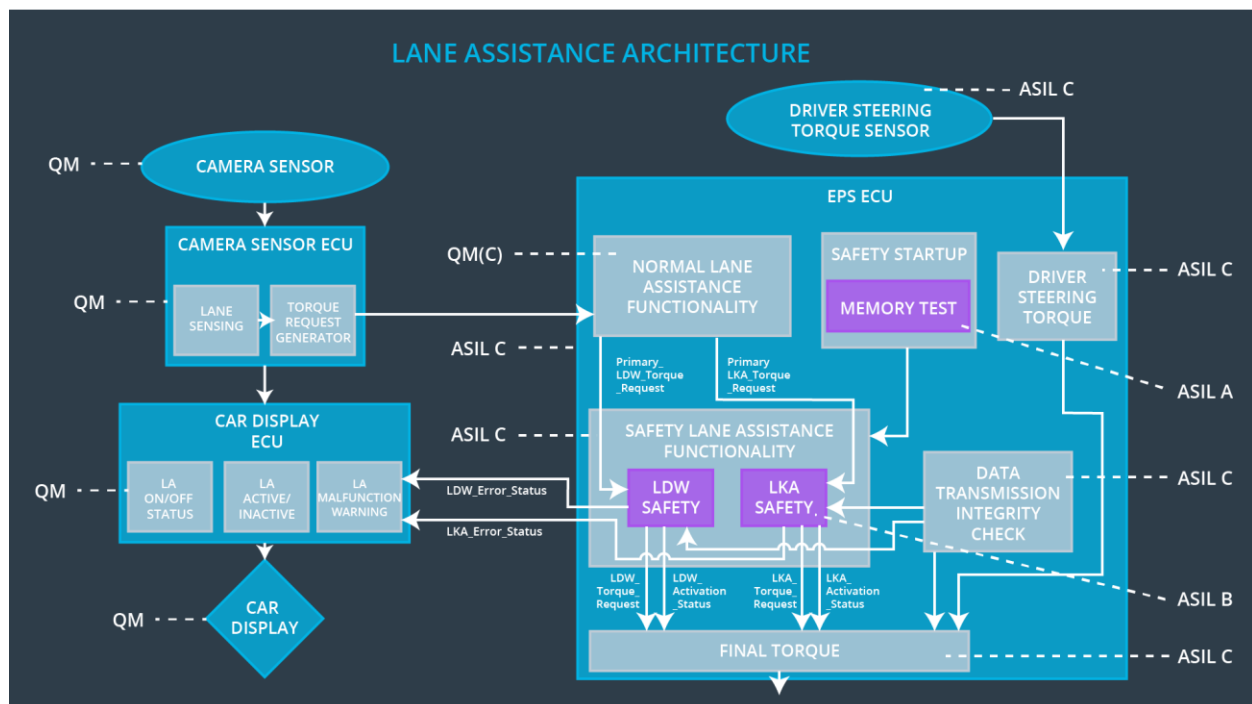 LANE ASSISTANCE ARCHITECTURE
ASIL C
DRIVER STEERING
TORQUE SENSOR
QM
CAMERA SENSOR
EPS ECU
CAMERA SENSOR ECU
QM
LANE
SENSING
TORQUE
REQUEST
GENERATOR
QM(C)
NORMAL LANE
ASSISTANCE
FUNCTIONALITY
SAFETY STARTUP
MEMORY TEST
DRIVER
STEERING
TORQUE
ASIL C
ASIL C
ASIL A
Primary_
LDW_Torque
_Request
Primary
LKA_Torque
_Request
CAR DISPLAY
ECU
QM
LA
ON/OFF
STATUS
LA
ACTIVE/
INACTIVE
LA
MALFUNCTION
WARNING
ASIL C
SAFETY LANE ASSISTANCE
FUNCTIONALITY
LDW
SAFETY
LKA
SAFETY
DATA
TRANSMISSION
INTEGRITY
CHECK
ASIL C
LDW_Error_Status
LKA_Error_Status
LDW_
Torque_
Request
LDW_
Activation
_Status
LKA_
Torque_
Request
LKA_
Activation
_Status
ASIL B
QM
CAR
DISPLAY
FINAL TORQUE
ASIL C